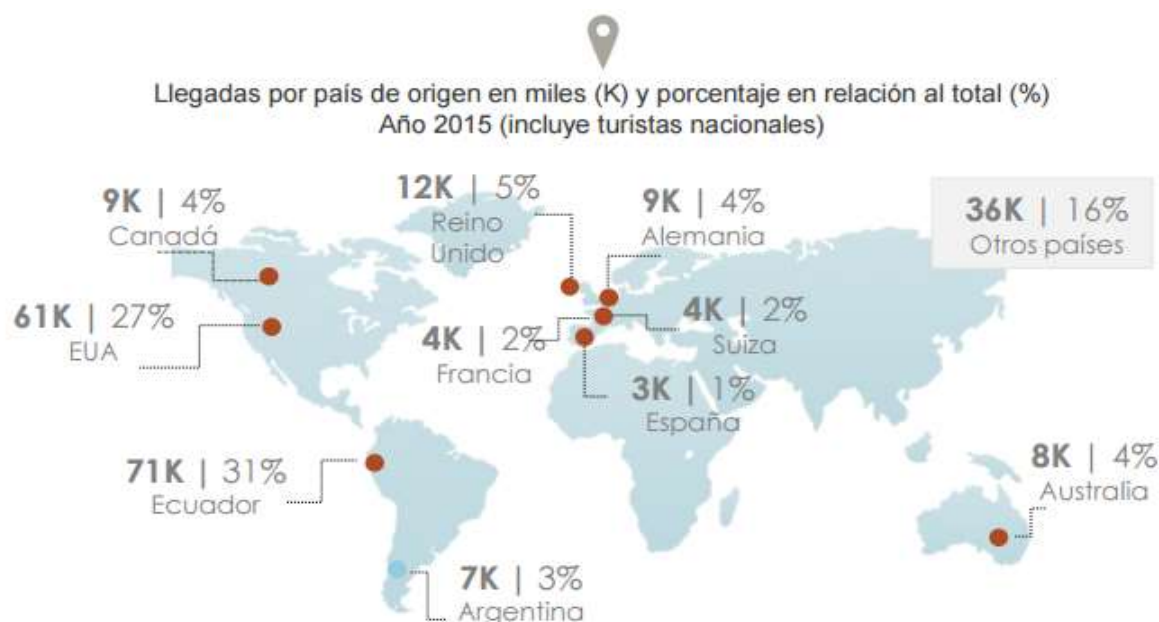 Llegadas por país de origen en miles (K) y porcentaje en relación al total (%)
Año 2015 (incluye turistas nacionales)
9K | 4%
Canadá
12K | 5%
Reino
Unido
9K | 4%
Alemania
36K | 16%
Otros países
61K | 27%
EUA
4K | 2%
Francia
4K | 2%
Suiza
3K | 1%
España
71K | 31%
Ecuador
8K | 4%
Australia
7K | 3%
Argentina